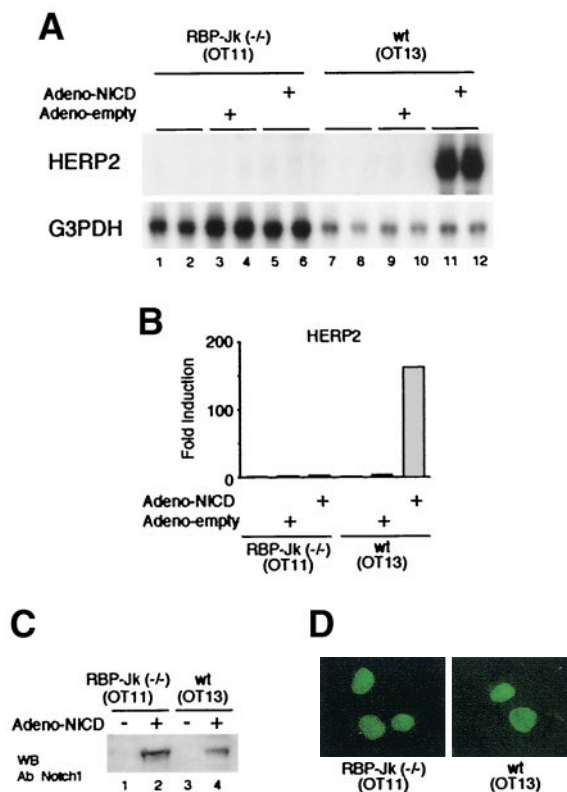 A
RBP-Jk (-/-) wt
(OT11) (OT13)
Adeno-NICD + +
Adeno-empty + +
HERP2
G3PDH
1 2 3 4 5 6 7 8 9 10 11 12
B
HERP2
200
100
0
Fold Induction
Adeno-NICD + +
Adeno-empty + +
RBP-Jk (-/-) wt
(OT11) (OT13)
C
RBP-Jk (-/-) wt
(OT11) (OT13)
Adeno-NICD - + - +
WB
Ab Notch1
1 2 3 4
D
RBP-Jk (-/-) wt
(OT11) (OT13)